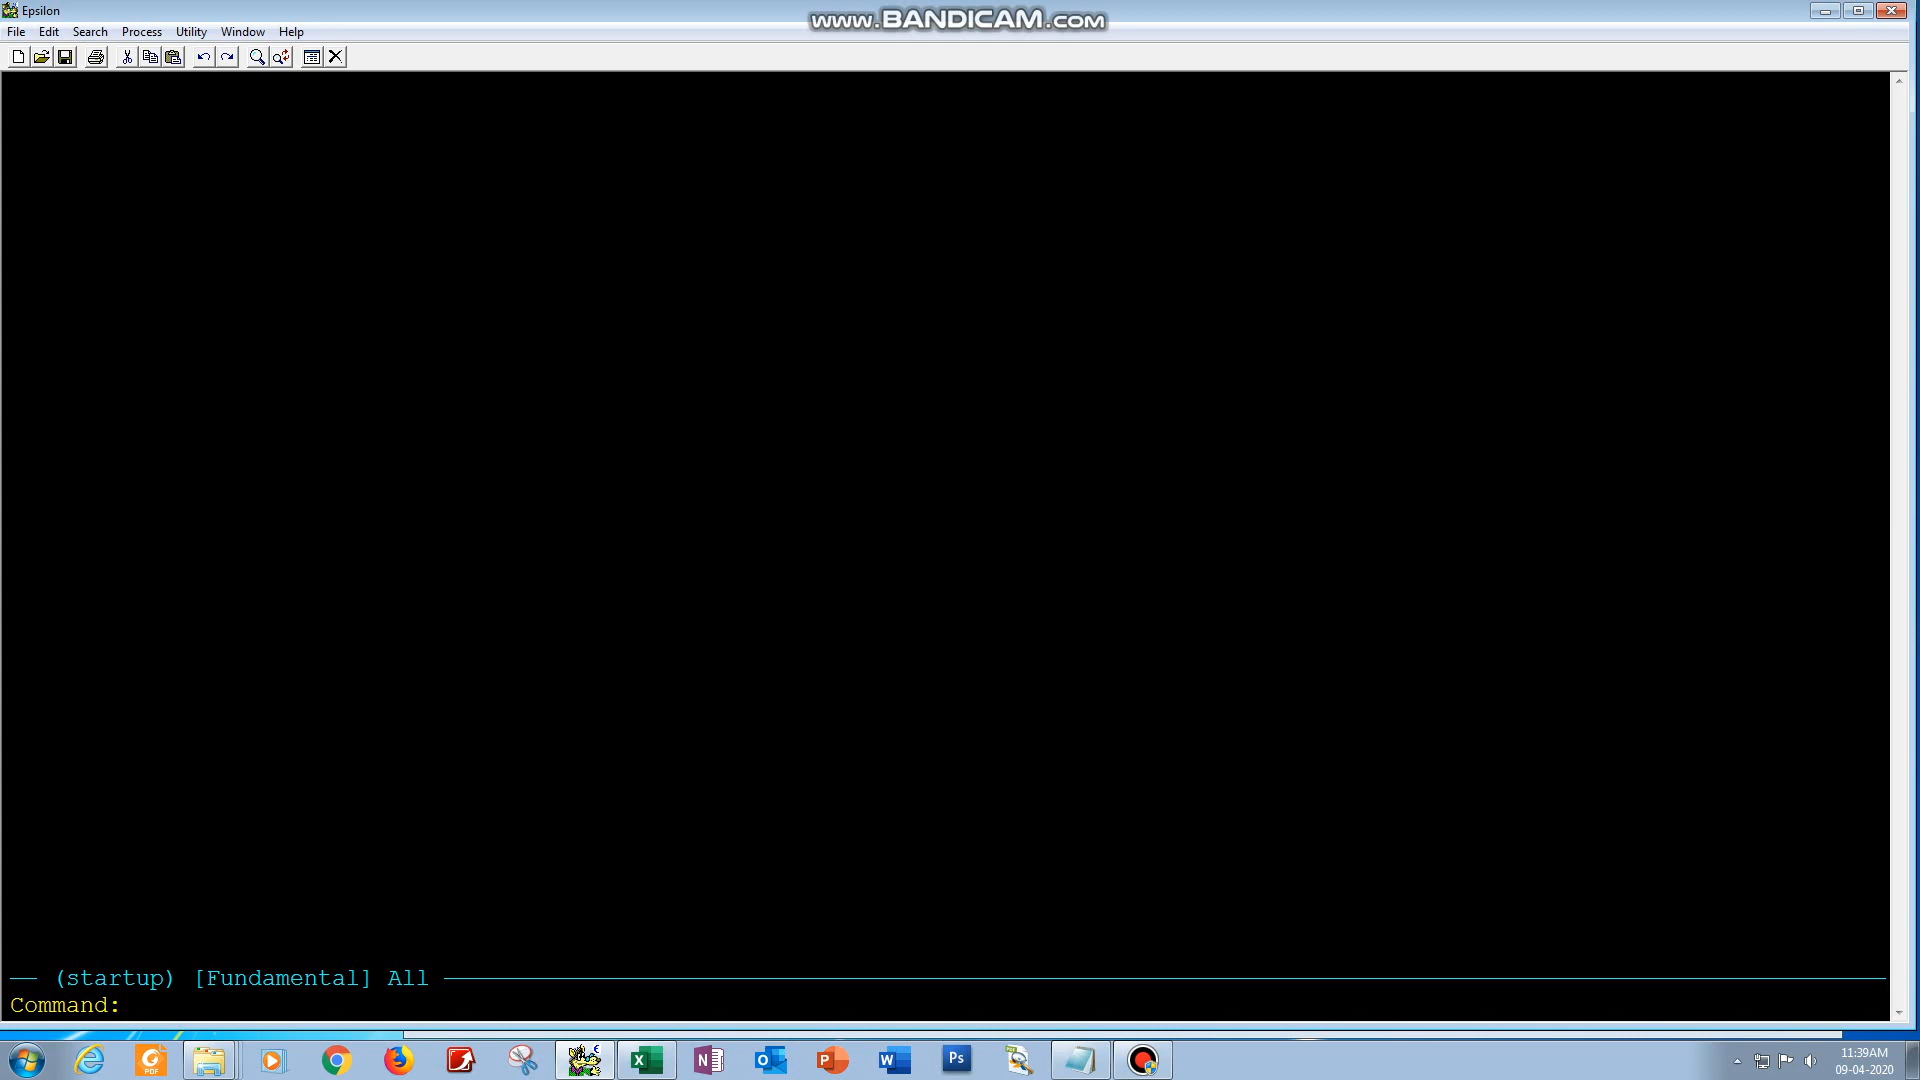 Epsilon
www.BANDICAM.com
File Edit Search Process Utility Window Help
(startup) [Fundamental] All
Command:
PDF
X N O P W Ps
11:39AM
09-04-2020